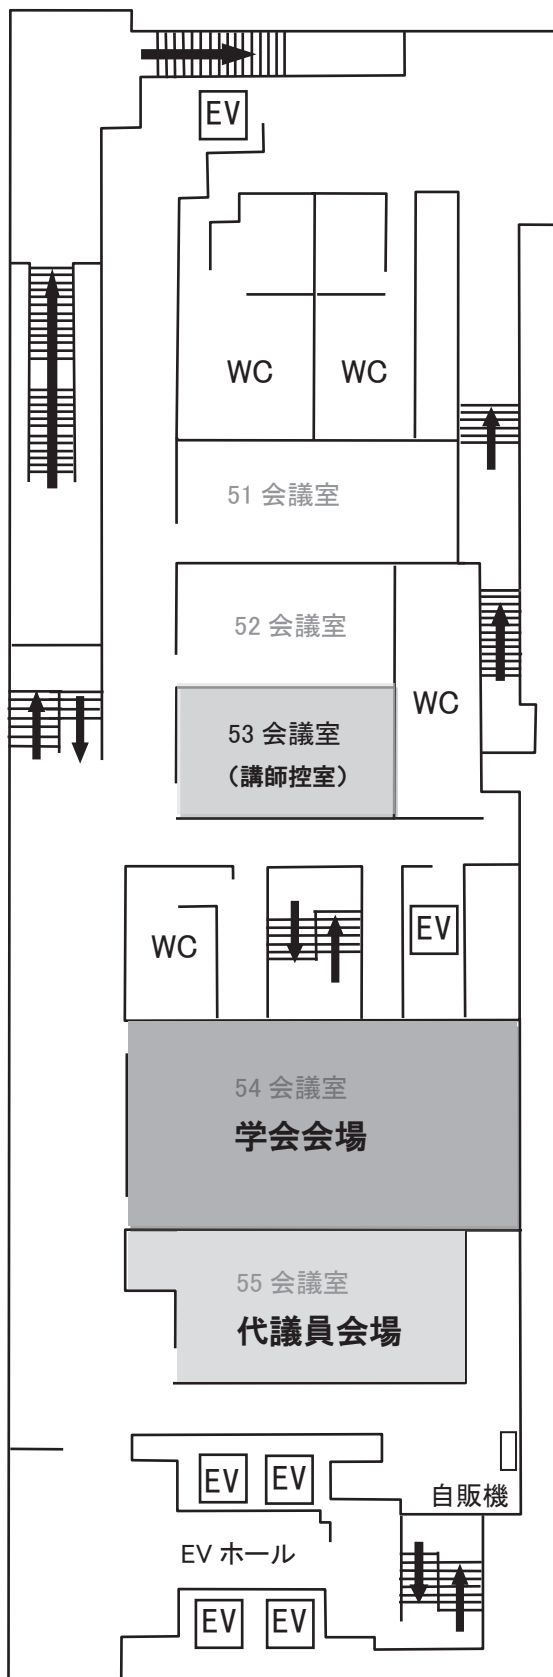 EV
WC
WC
51 会議室
52 会議室
53 会議室
（講師控室）
WC
WC
EV
54 会議室
学会会場
55 会議室
代議員会場
EV
EV
自販機
EV ホール
EV
EV